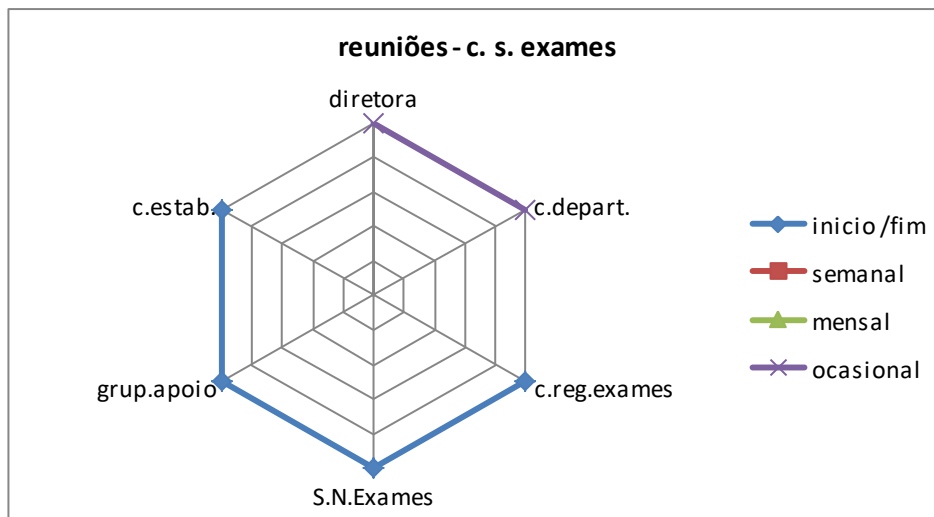 reuniões - c. s. exames
diretora
c.estab.
c.depart.
grup.apoio
c.reg.exames
S.N.Exames
inicio /fim
semanal
mensal
ocasional